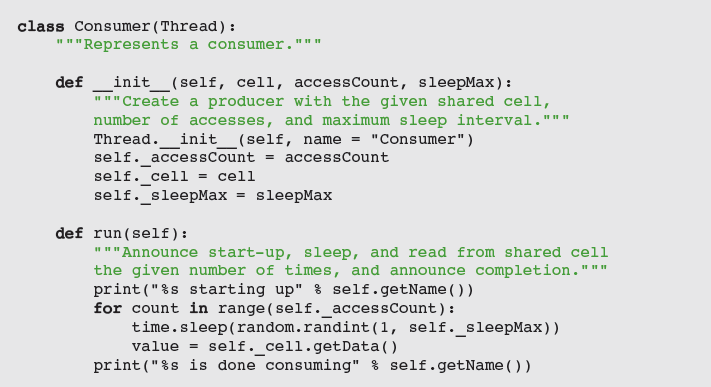 class Consumer(Thread):
    """Represents a consumer."""

    def __init__(self, cell, accessCount, sleepMax):
        """Create a producer with the given shared cell,
        number of accesses, and maximum sleep interval."""
        Thread.__init__(self, name = "Consumer")
        self._accessCount = accessCount
        self._cell = cell
        self._sleepMax = sleepMax

    def run(self):
        """Announce start-up, sleep, and read from shared cell
        the given number of times, and announce completion."""
        print("%s starting up" % self.getName())
        for count in range(self._accessCount):
            time.sleep(random.randint(1, self._sleepMax))
            value = self._cell.getData()
        print("%s is done consuming" % self.getName())